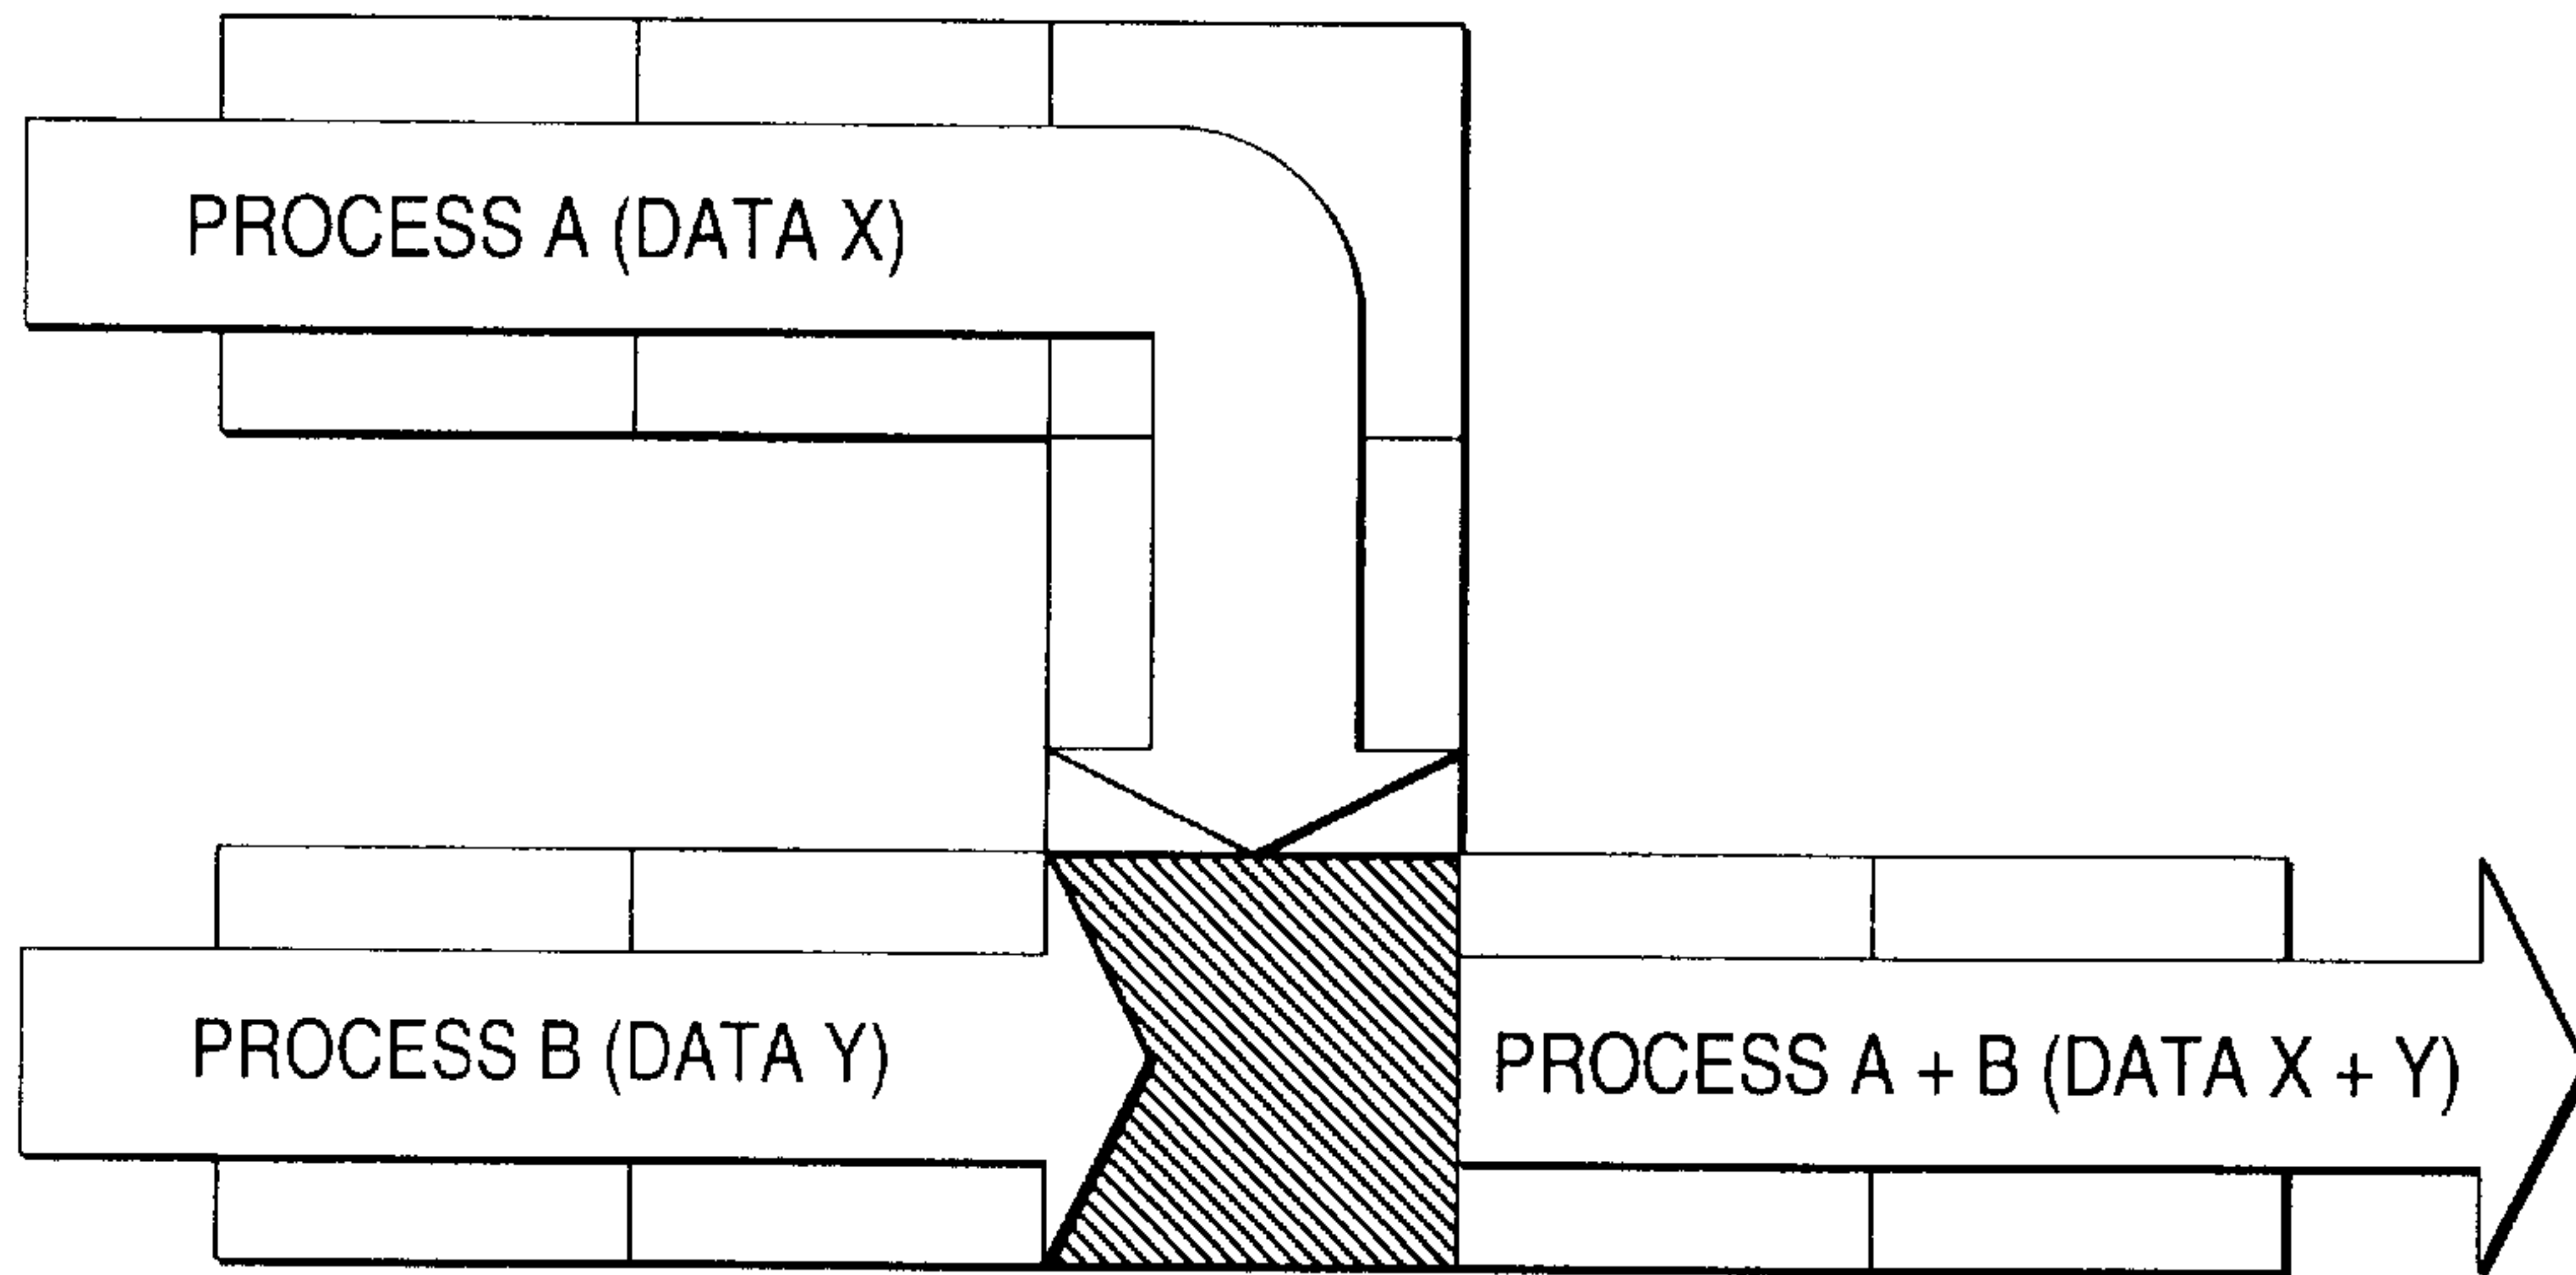 PROCESS A (DATA X)
PROCESS B (DATA Y)
PROCESS A + B (DATA X + Y)